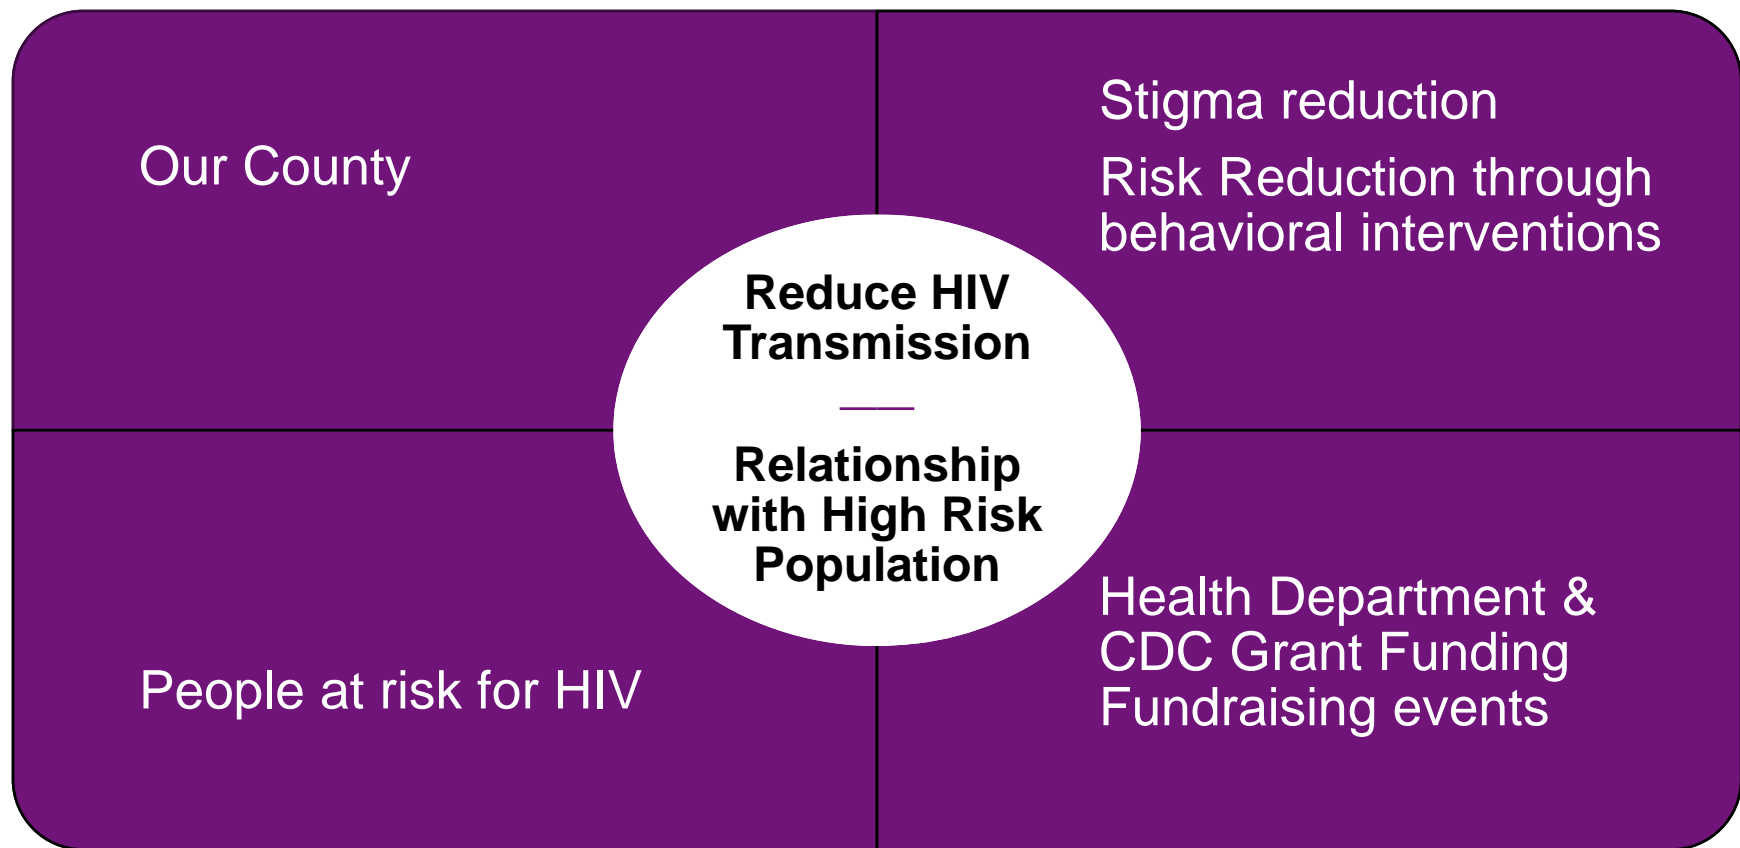 Our County
Stigma reduction
Risk Reduction through
behavioral interventions
Reduce HIV
Transmission
Relationship
with High Risk
Population
People at risk for HIV
Health Department &
CDC Grant Funding
Fundraising events